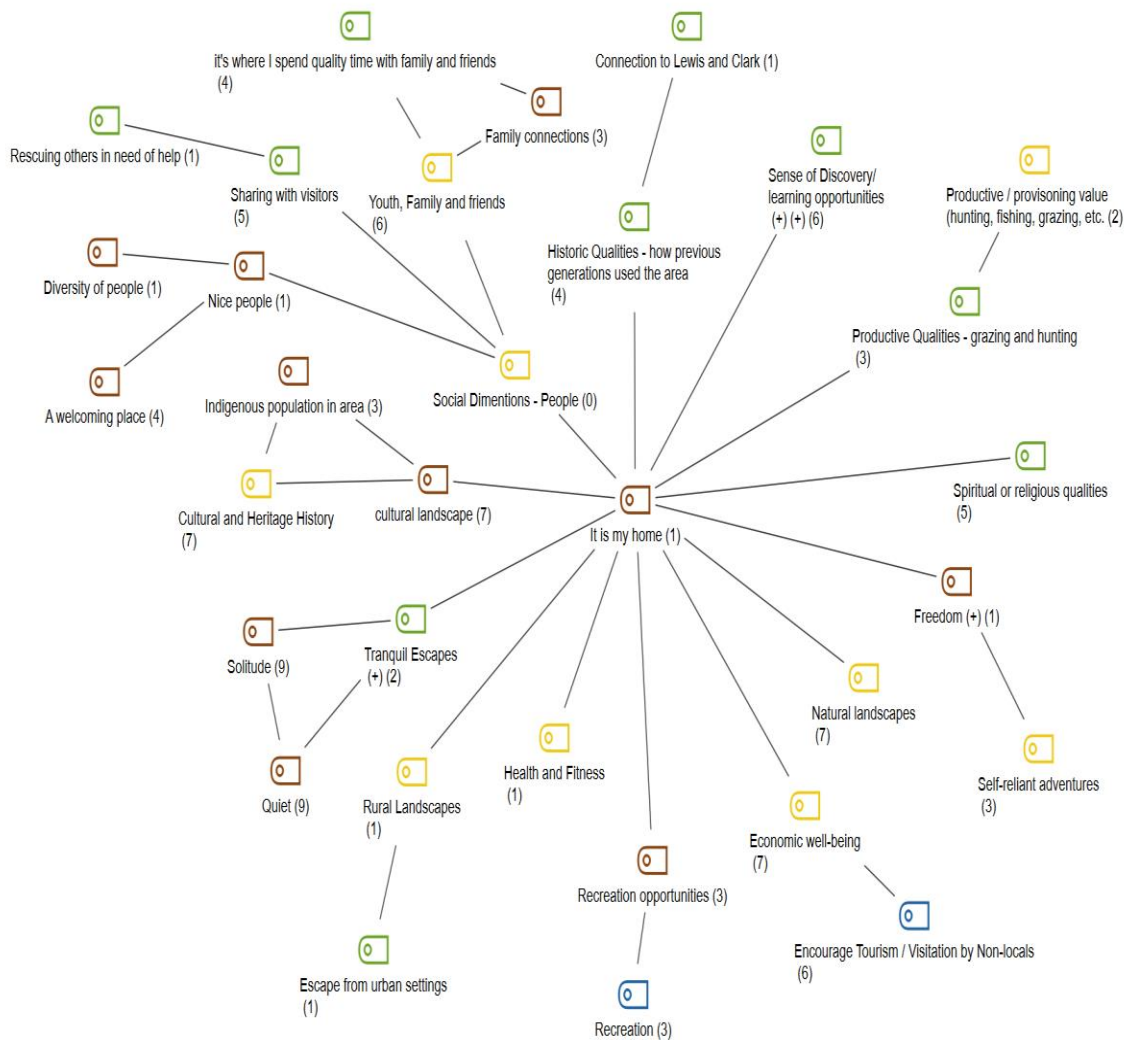 it's where I spend quality time with family and friends
(4)
Connection to Lewis and Clark (1)
Family connections (3)
Rescuing others in need of help (1)
Sharing with visitors
(5)
Youth, Family and friends
(6)
Sense of Discovery/
learning opportunities
(+) (+) (6)
Productive / provisoning value
(hunting, fishing, grazing, etc. (2)
Historic Qualities - how previous
generations used the area
(4)
Diversity of people (1)
Nice people (1)
Productive Qualities - grazing and hunting
(3)
A welcoming place (4)
Indigenous population in area (3)
Social Dimentions - People (0)
Cultural and Heritage History
(7)
cultural landscape (7)
It is my home (1)
Spiritual or religious qualities
(5)
Freedom (+) (1)
Solitude (9)
Tranquil Escapes
(+) (2)
Natural landscapes
(7)
Quiet (9)
Rural Landscapes
(1)
Health and Fitness
(1)
Self-reliant adventures
(3)
Economic well-being
(7)
Recreation opportunities (3)
Encourage Tourism / Visitation by Non-locals
(6)
Escape from urban settings
(1)
Recreation (3)